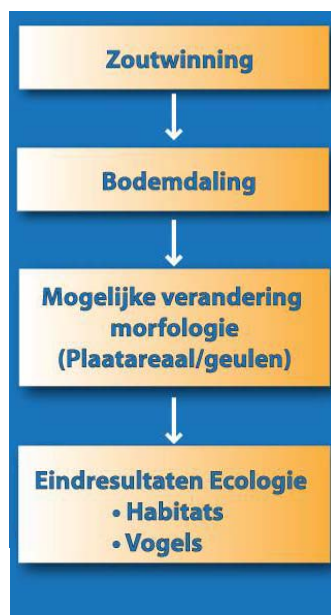 Zoutwinning
Bodemdaling
Mogelijke verandering
morfologie
(Plaatareaal/geulen)
Eindresultaten Ecologie
• Habitats
• Vogels